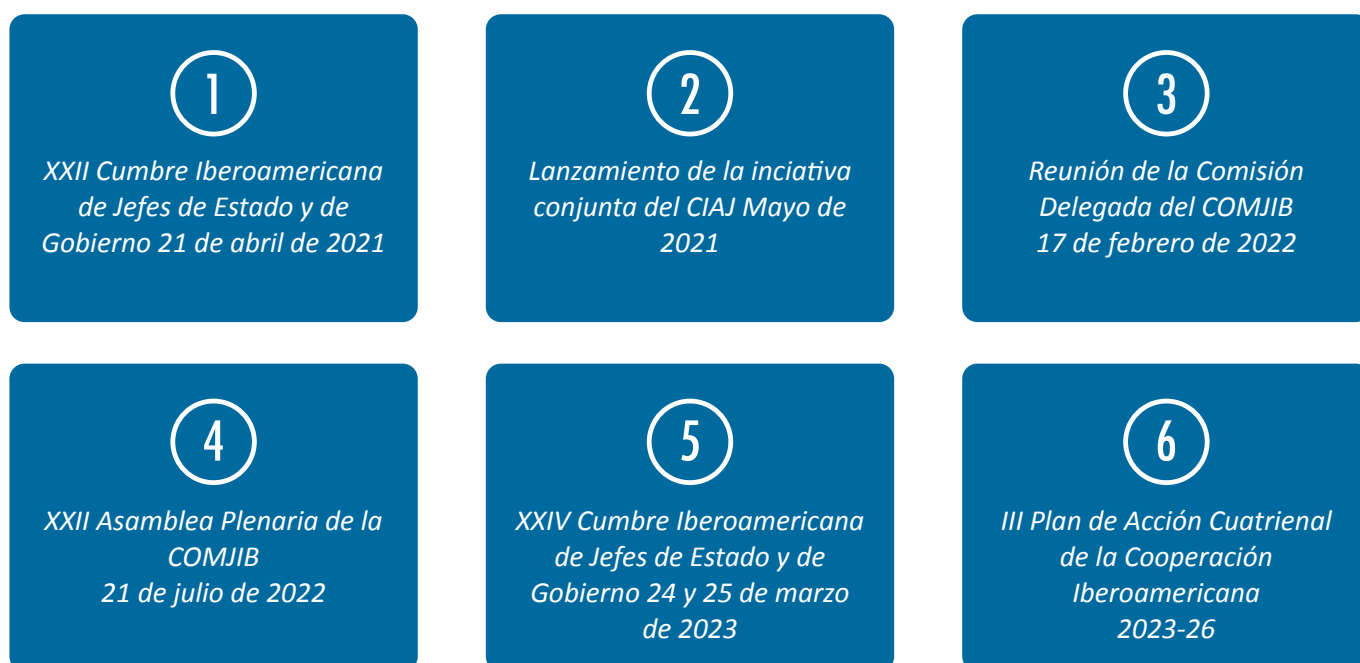 1
XXII Cumbre Iberoamericana
de Jefes de Estado y de
Gobierno 21 de abril de 2021
2
Lanzamiento de la inciativa
conjunta del CIAJ Mayo de
2021
3
Reunión de la Comisión
Delegada del COMJIB
17 de febrero de 2022
4
XXII Asamblea Plenaria de la
COMJIB
21 de julio de 2022
5
XXIV Cumbre Iberoamericana
de Jefes de Estado y de
Gobierno 24 y 25 de marzo
de 2023
6
III Plan de Acción Cuatrienal
de la Cooperación
Iberoamericana
2023-26